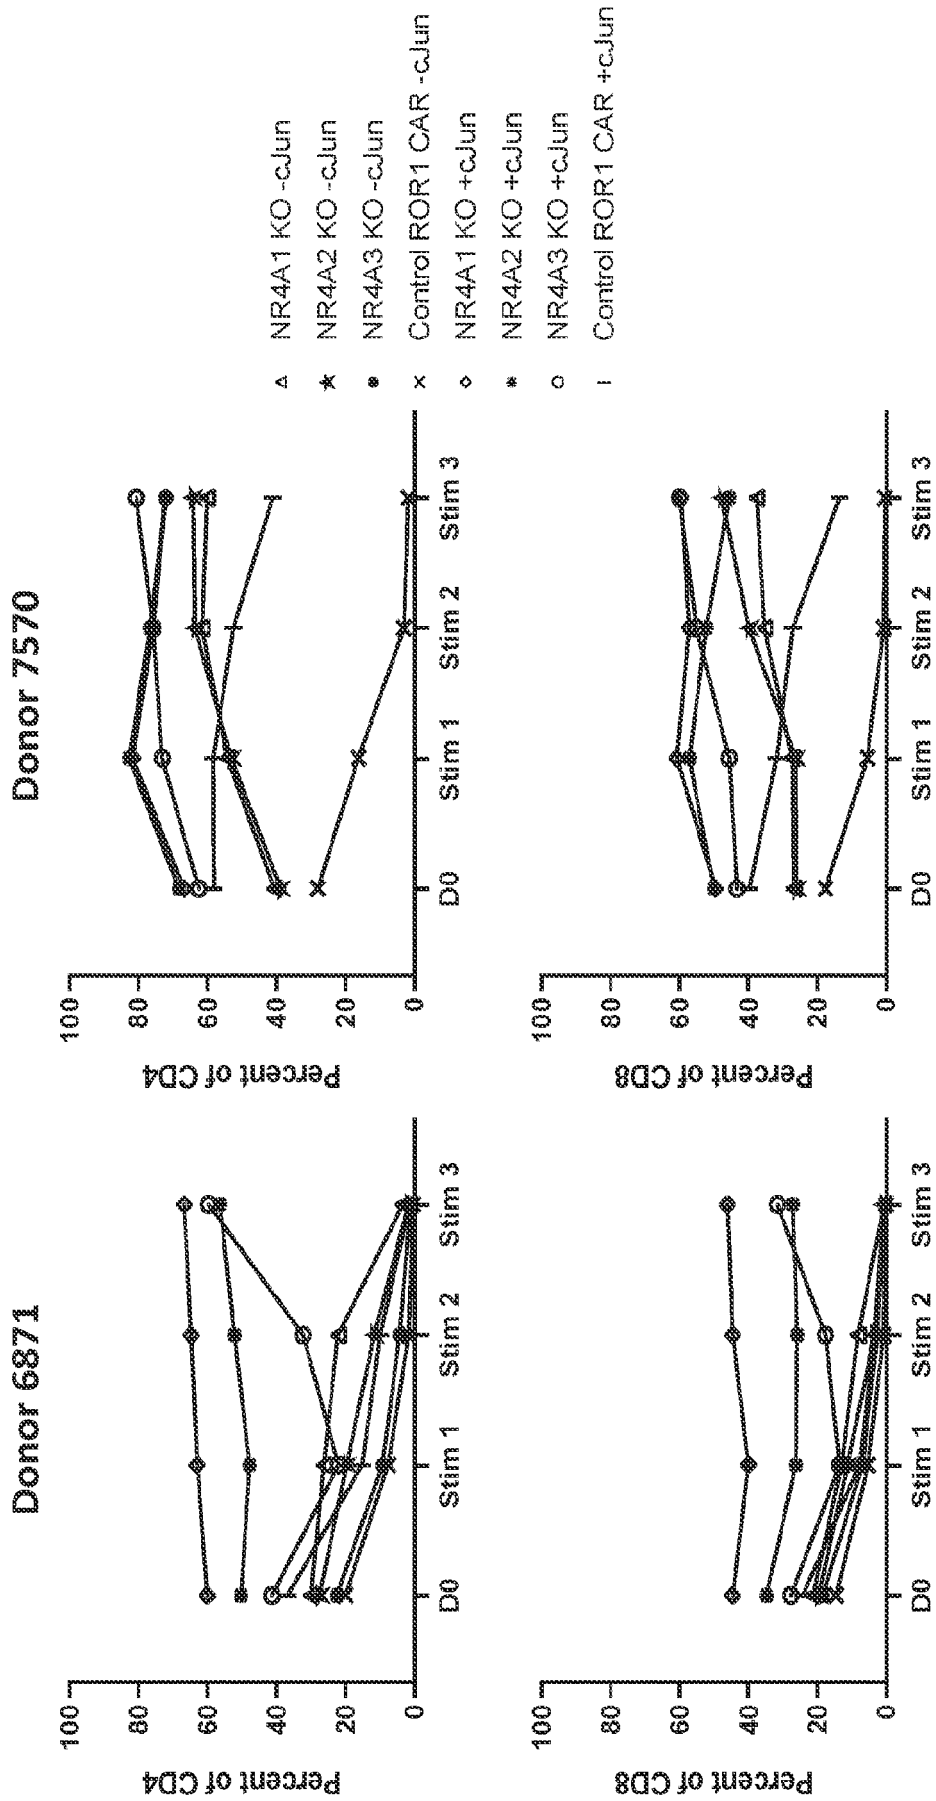 Donor 6871
Percent of CD4
100
80
60
40
20
0
D0 Stim 1 Stim 2 Stim 3
Percent of CD8
100
80
60
40
20
0
D0 Stim 1 Stim 2 Stim 3
Donor 7570
Percent of CD4
100
80
60
40
20
0
D0 Stim 1 Stim 2 Stim 3
Percent of CD8
100
80
60
40
20
0
D0 Stim 1 Stim 2 Stim 3
NR4A1 KO -cJun
NR4A2 KO -cJun
NR4A3 KO -cJun
Control ROR1 CAR -cJun
NR4A1 KO +cJun
NR4A2 KO +cJun
NR4A3 KO +cJun
Control ROR1 CAR +cJun